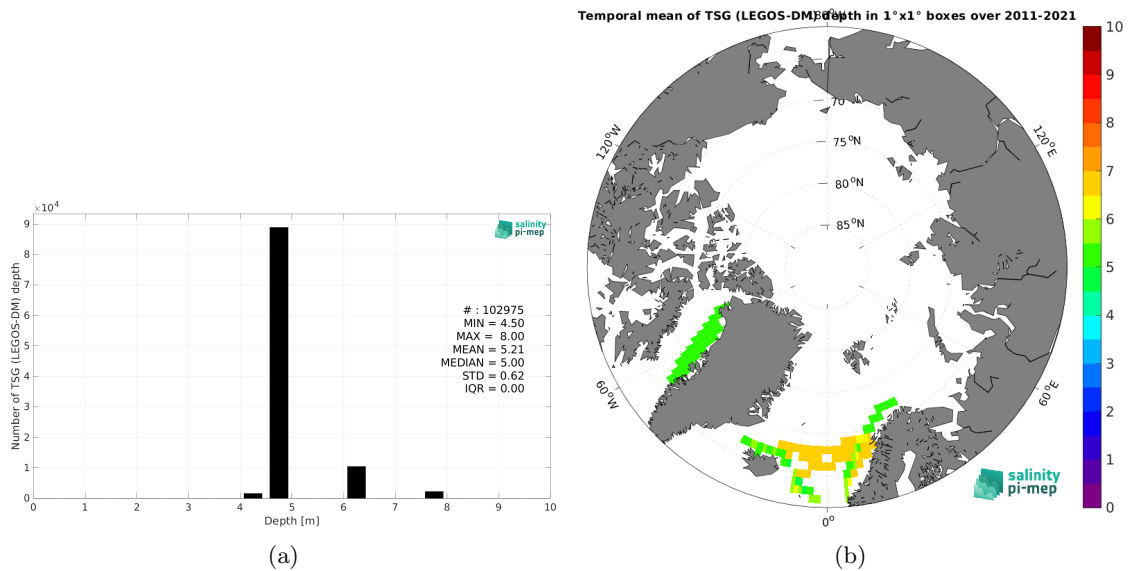 ×10⁴
9
8
7
6
5
4
3
2
1
0
Number of TSG (LEGOS-DM) depth
0 1 2 3 4 5 6 7 8 9 10
Depth [m]
salinity
pi-mep
# : 102975
MIN = 4.50
MAX = 8.00
MEAN = 5.21
MEDIAN = 5.00
STD = 0.62
IQR = 0.00
(a)
Temporal mean of TSG (LEGOS-DM) depth in 1°x1° boxes over 2011-2021
180°W
120°W
120°E
60°W
60°E
0°
70°N
75°N
80°N
85°N
salinity
pi-mep
10
9
8
7
6
5
4
3
2
1
0
(b)